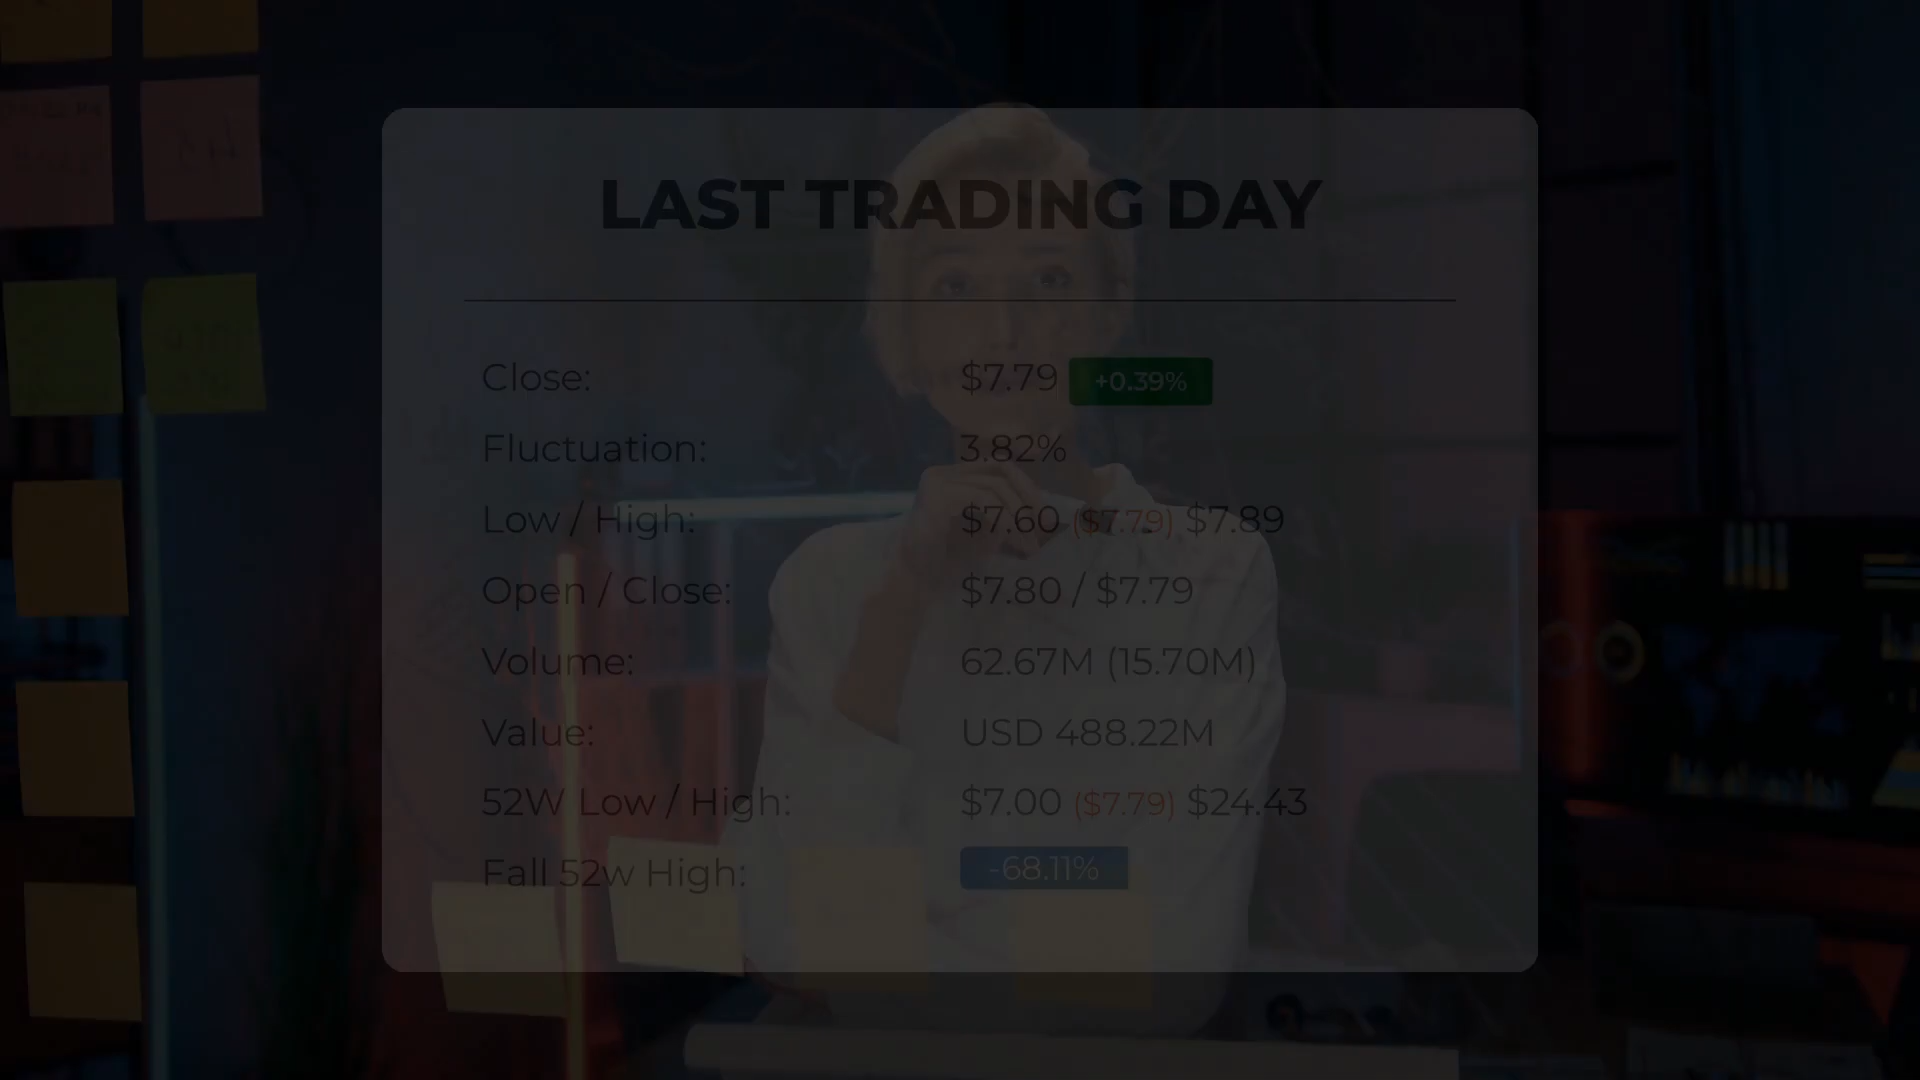 LAST TRADING DAY
Close: $7.79 +0.39%
Fluctuation: 3.82%
Low / High: $7.60 ($7.79) $7.89
Open / Close: $7.80 / $7.79
Volume: 62.67M (15.70M)
Value: USD 488.22M
52W Low / High: $7.00 ($7.79) $24.43
Fall 52w High: -68.11%